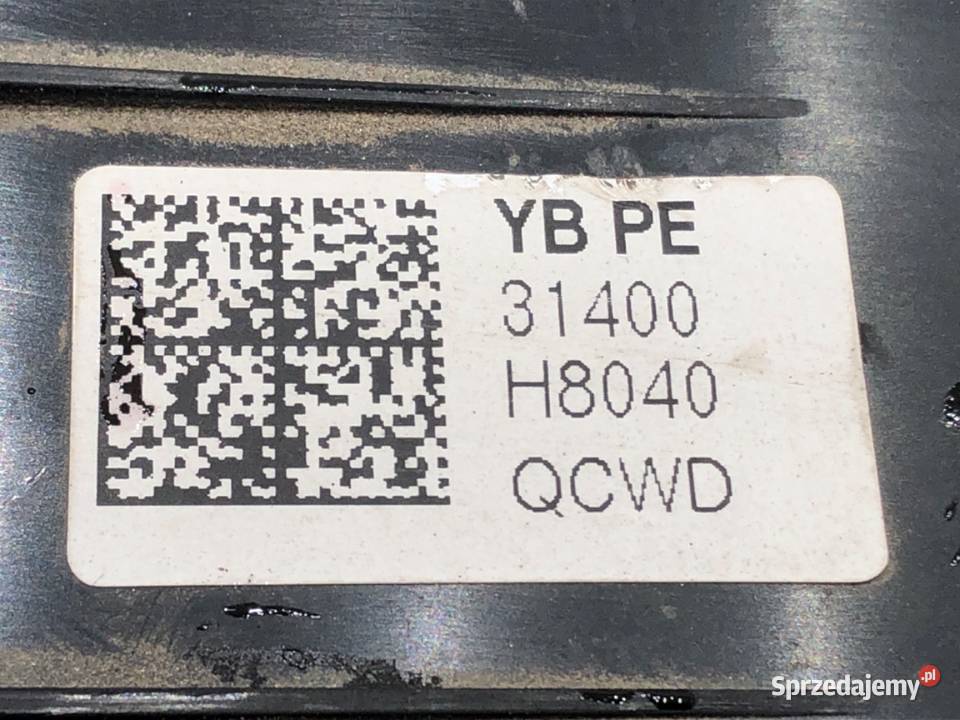 YB PE
31400
H8040
QCWD
Sprzedajemy.pl